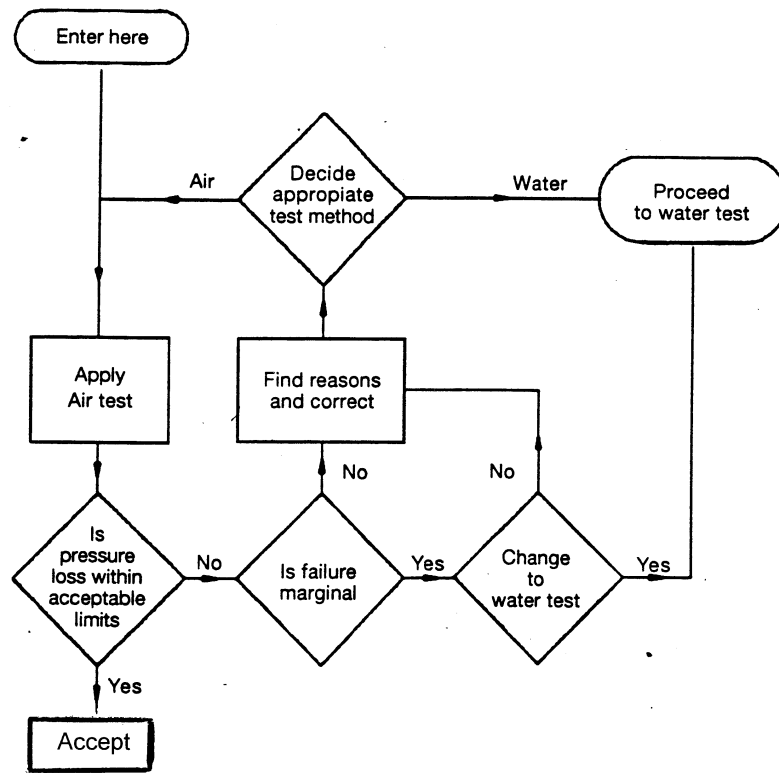 Enter here
Decide
appropiate
test method
Air
Water
Proceed
to water test
Apply
Air test
Find reasons
and correct
No
No
Is
pressure
loss within
acceptable
limits
No
Is failure
marginal
Yes
Change
to
water test
Yes
Yes
Accept